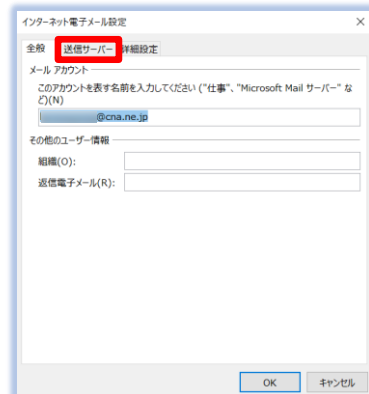 インターネット電子メール設定
全般 送信サーバー 詳細設定
メール アカウント
このアカウントを表す名前を入力してください ("仕事"、"Microsoft Mail サーバー" な
ど)(N)
@cna.ne.jp
その他のユーザー情報
組織(O):
返信電子メール(R):
OK キャンセル